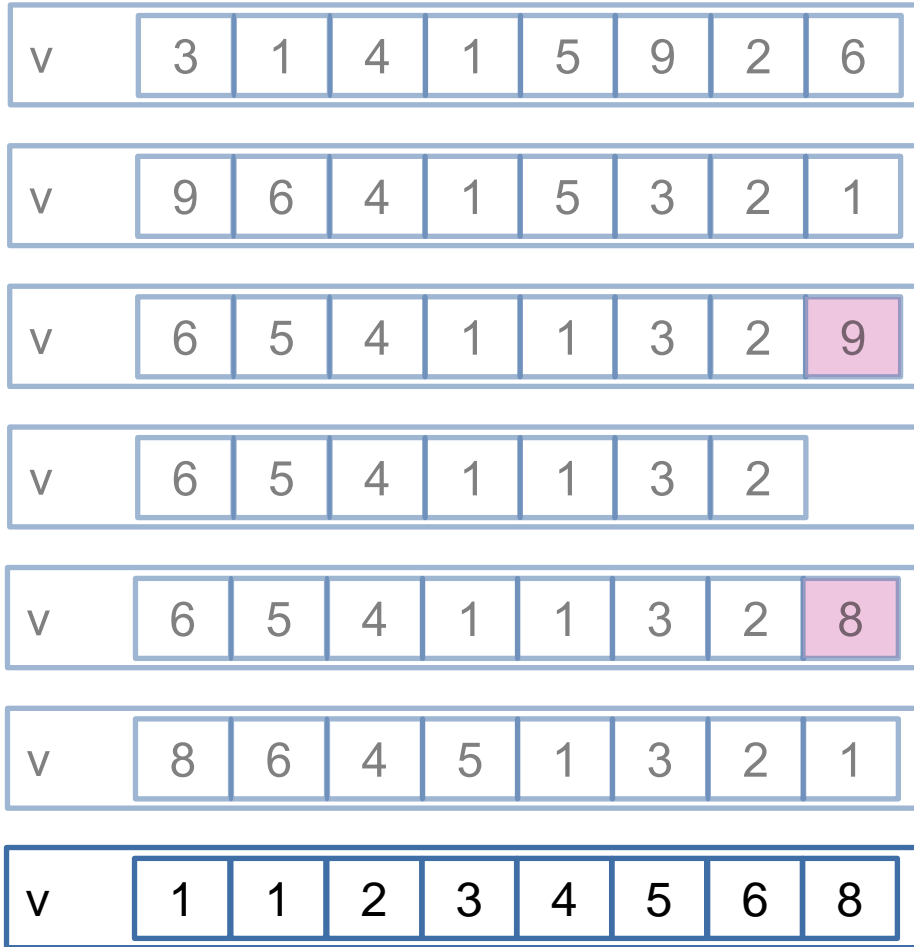 v 3 1 4 1 5 9 2 6
v 9 6 4 1 5 3 2 1
v 6 5 4 1 1 3 2 9
v 6 5 4 1 1 3 2
v 6 5 4 1 1 3 2 8
v 8 6 4 5 1 3 2 1
v 1 1 2 3 4 5 6 8